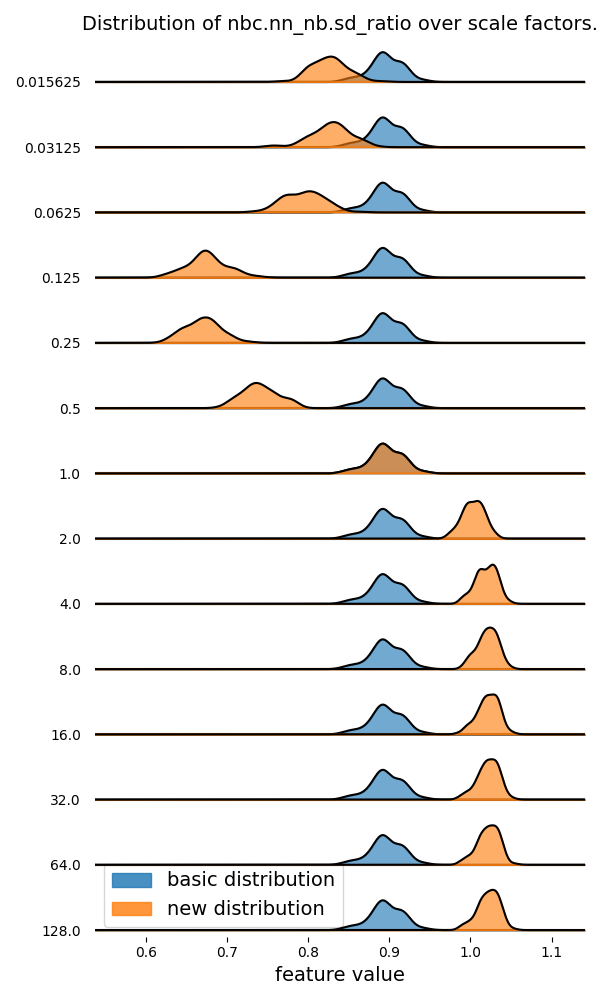 Distribution of nbc.nn_nb.sd_ratio over scale factors.
0.015625
0.03125
0.0625
0.125
0.25
0.5
1.0
2.0
4.0
8.0
16.0
32.0
64.0
basic distribution
new distribution
128.0
0.6 0.7 0.8 0.9 1.0 1.1
feature value